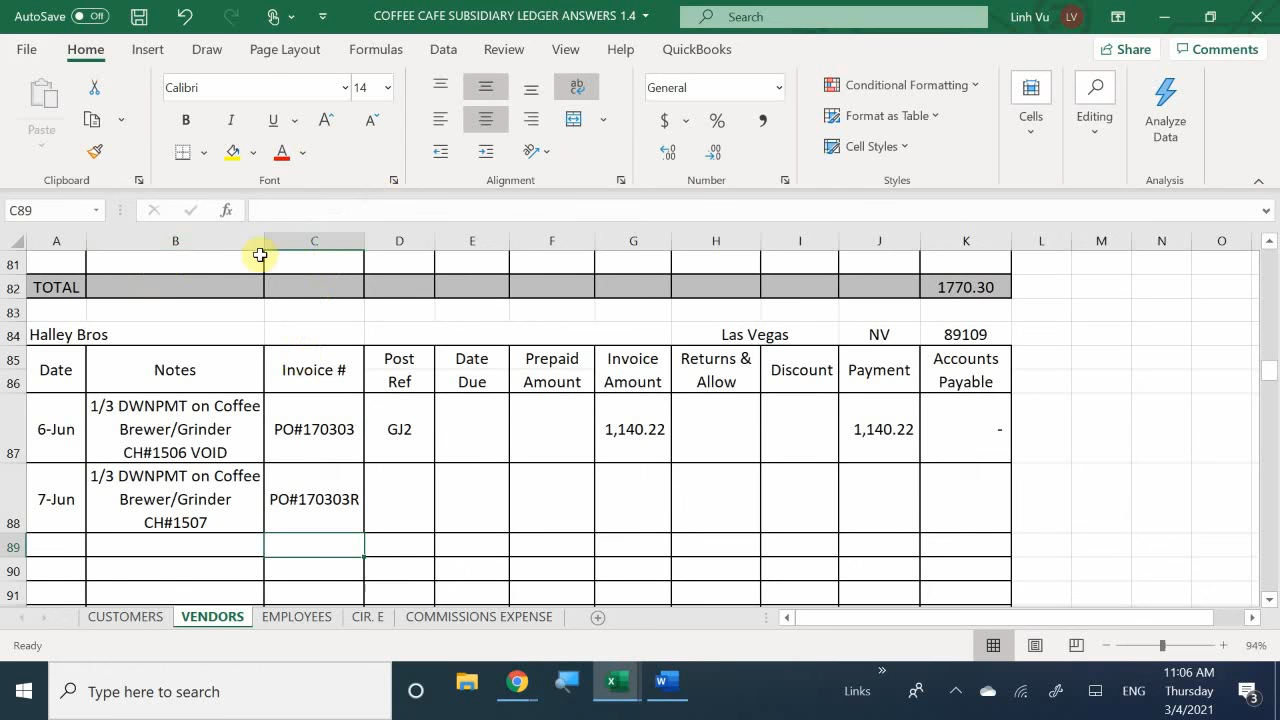 AutoSave Off COFFEE CAFE SUBSIDIARY LEDGER ANSWERS 1.4 Search Linh Vu LV
File Home Insert Draw Page Layout Formulas Data Review View Help QuickBooks Share Comments
Paste
Clipboard
Calibri 14
B I U A A
A
Font
ab
Alignment
General
$ % ,
.00
Number
Conditional Formatting
Format as Table
Cell Styles
Styles
Cells
Editing
Analyze
Data
Analysis
C89 fx
A B C D E F G H I J K L M N O
81
82 TOTAL 1770.30
83
84 Halley Bros Las Vegas NV 89109
85 Date Notes Invoice # Post Date Prepaid Invoice Returns & Discount Payment Accounts
86 Ref Due Amount Amount Allow Payable
1/3 DWNPMT on Coffee
6-Jun Brewer/Grinder PO#170303 GJ2 1,140.22 1,140.22 -
87 CH#1506 VOID
1/3 DWNPMT on Coffee
7-Jun Brewer/Grinder PO#170303R
88 CH#1507
89
90
91
CUSTOMERS VENDORS EMPLOYEES CIR. E COMMISSIONS EXPENSE
Ready 94%
Type here to search Links ENG 11:06 AM
Thursday
3/4/2021 3